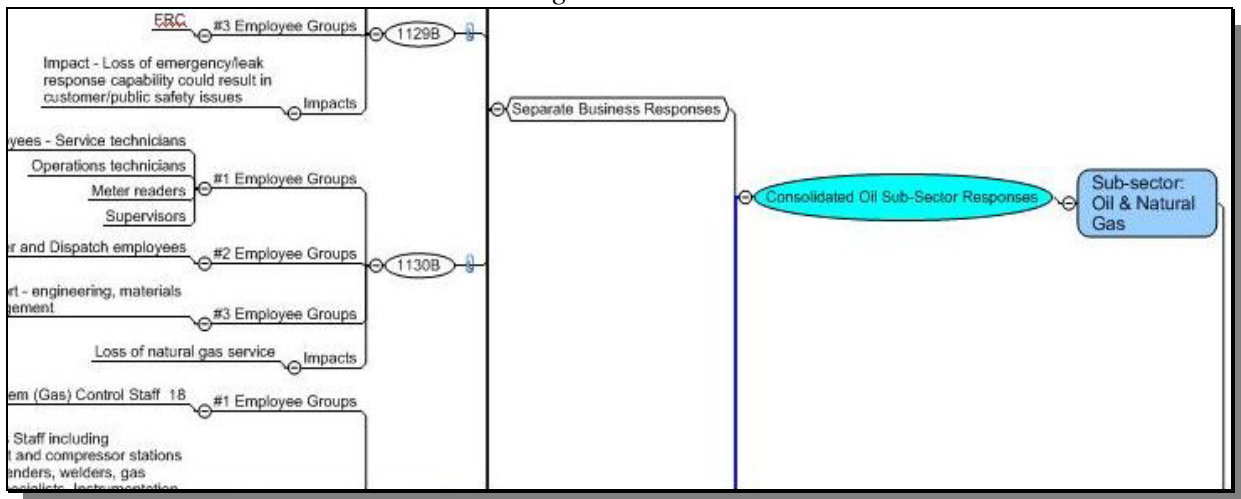 ERC
#3 Employee Groups
1129B
Impact - Loss of emergency/leak
response capability could result in
customer/public safety issues
Impacts
Separate Business Responses
Consolidated Oil Sub-Sector Responses
Sub-sector:
Oil & Natural
Gas
yees - Service technicians
Operations technicians
Meter readers
Supervisors
#1 Employee Groups
r and Dispatch employees
#2 Employee Groups
1130B
rt - engineering, materials
gement
#3 Employee Groups
Loss of natural gas service
Impacts
em (Gas) Control Staff 18
#1 Employee Groups
Staff including
t and compressor stations
enders, welders, gas